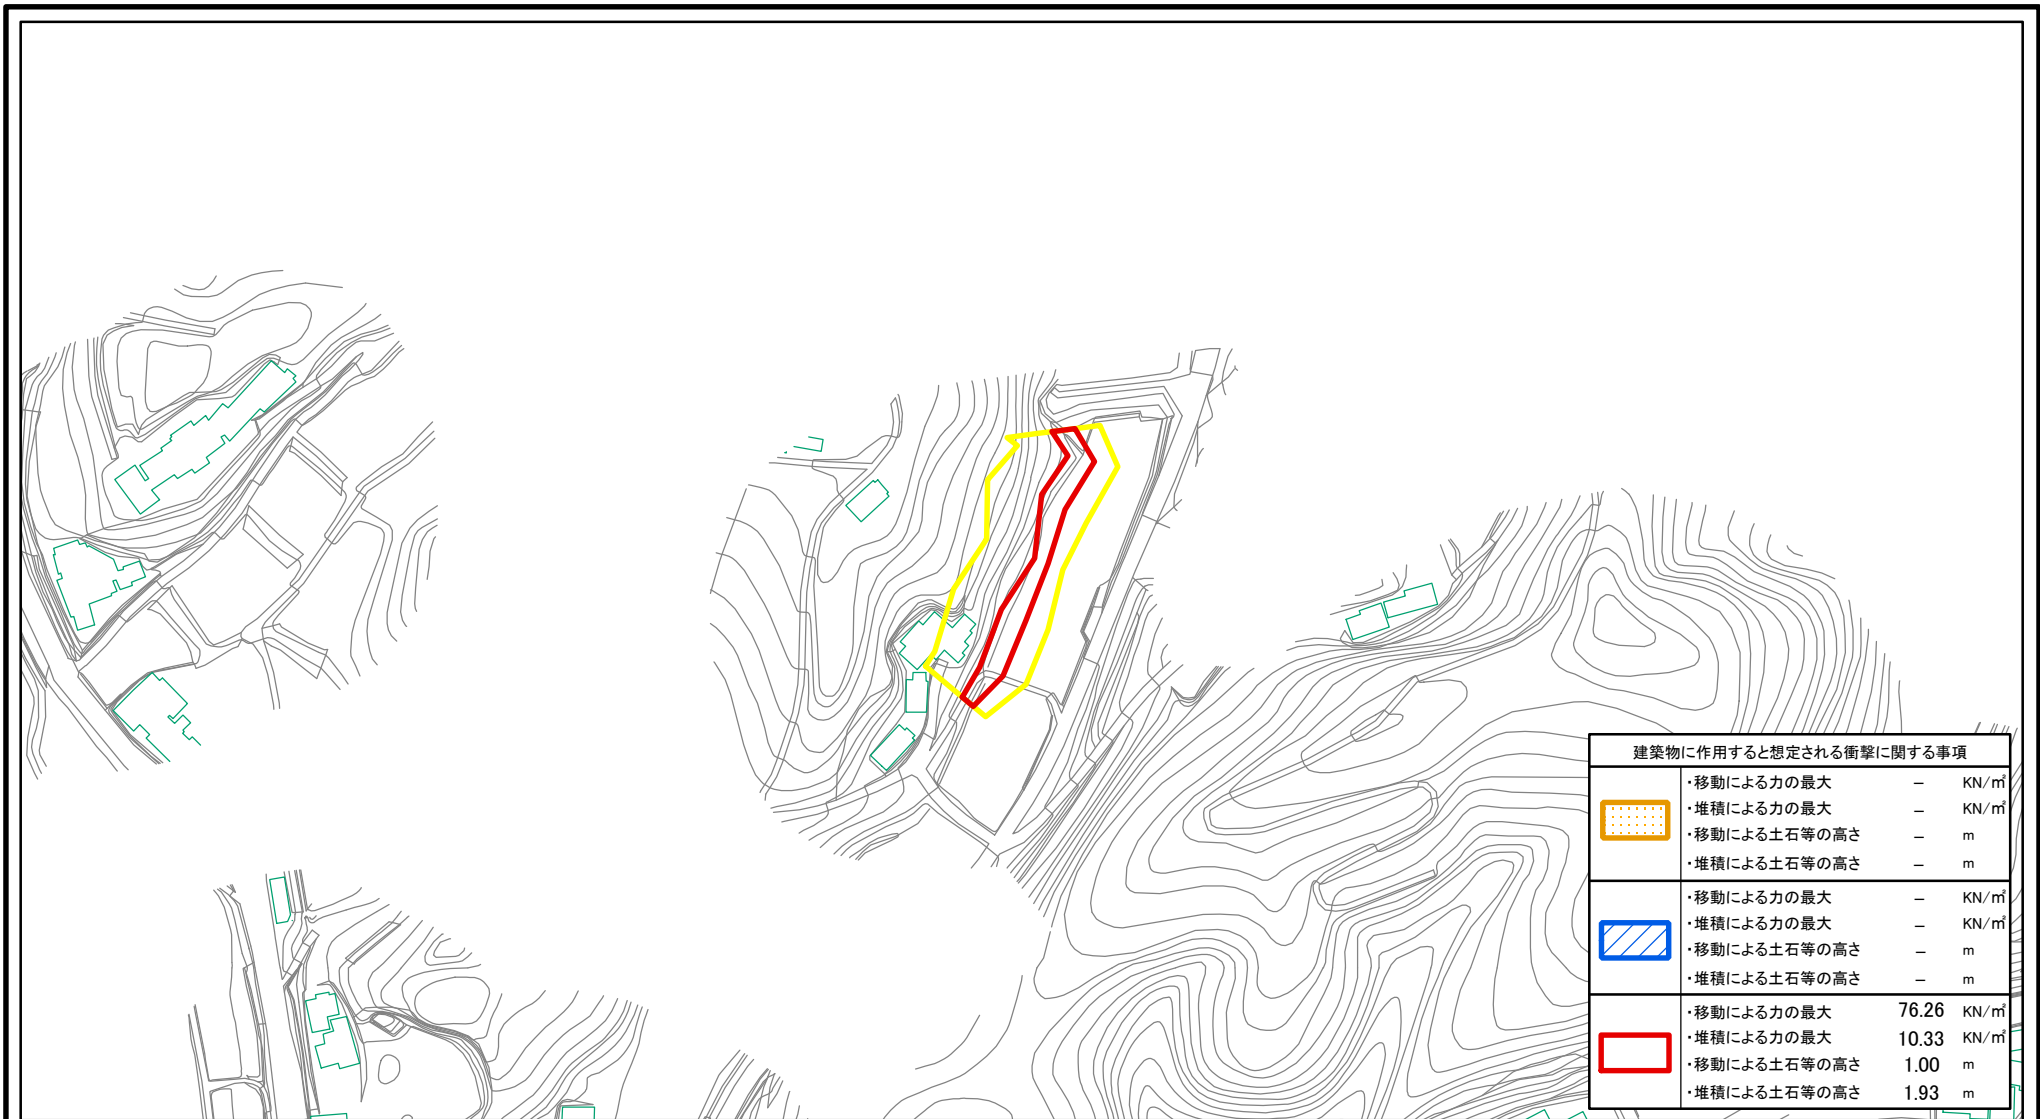 建築物に作用すると想定される衝撃に関する事項
・移動による力の最大 － KN/㎡
・堆積による力の最大 － KN/㎡
・移動による土石等の高さ － m
・堆積による土石等の高さ － m
・移動による力の最大 － KN/㎡
・堆積による力の最大 － KN/㎡
・移動による土石等の高さ － m
・堆積による土石等の高さ － m
・移動による力の最大 76.26 KN/㎡
・堆積による力の最大 10.33 KN/㎡
・移動による土石等の高さ 1.00 m
・堆積による土石等の高さ 1.93 m